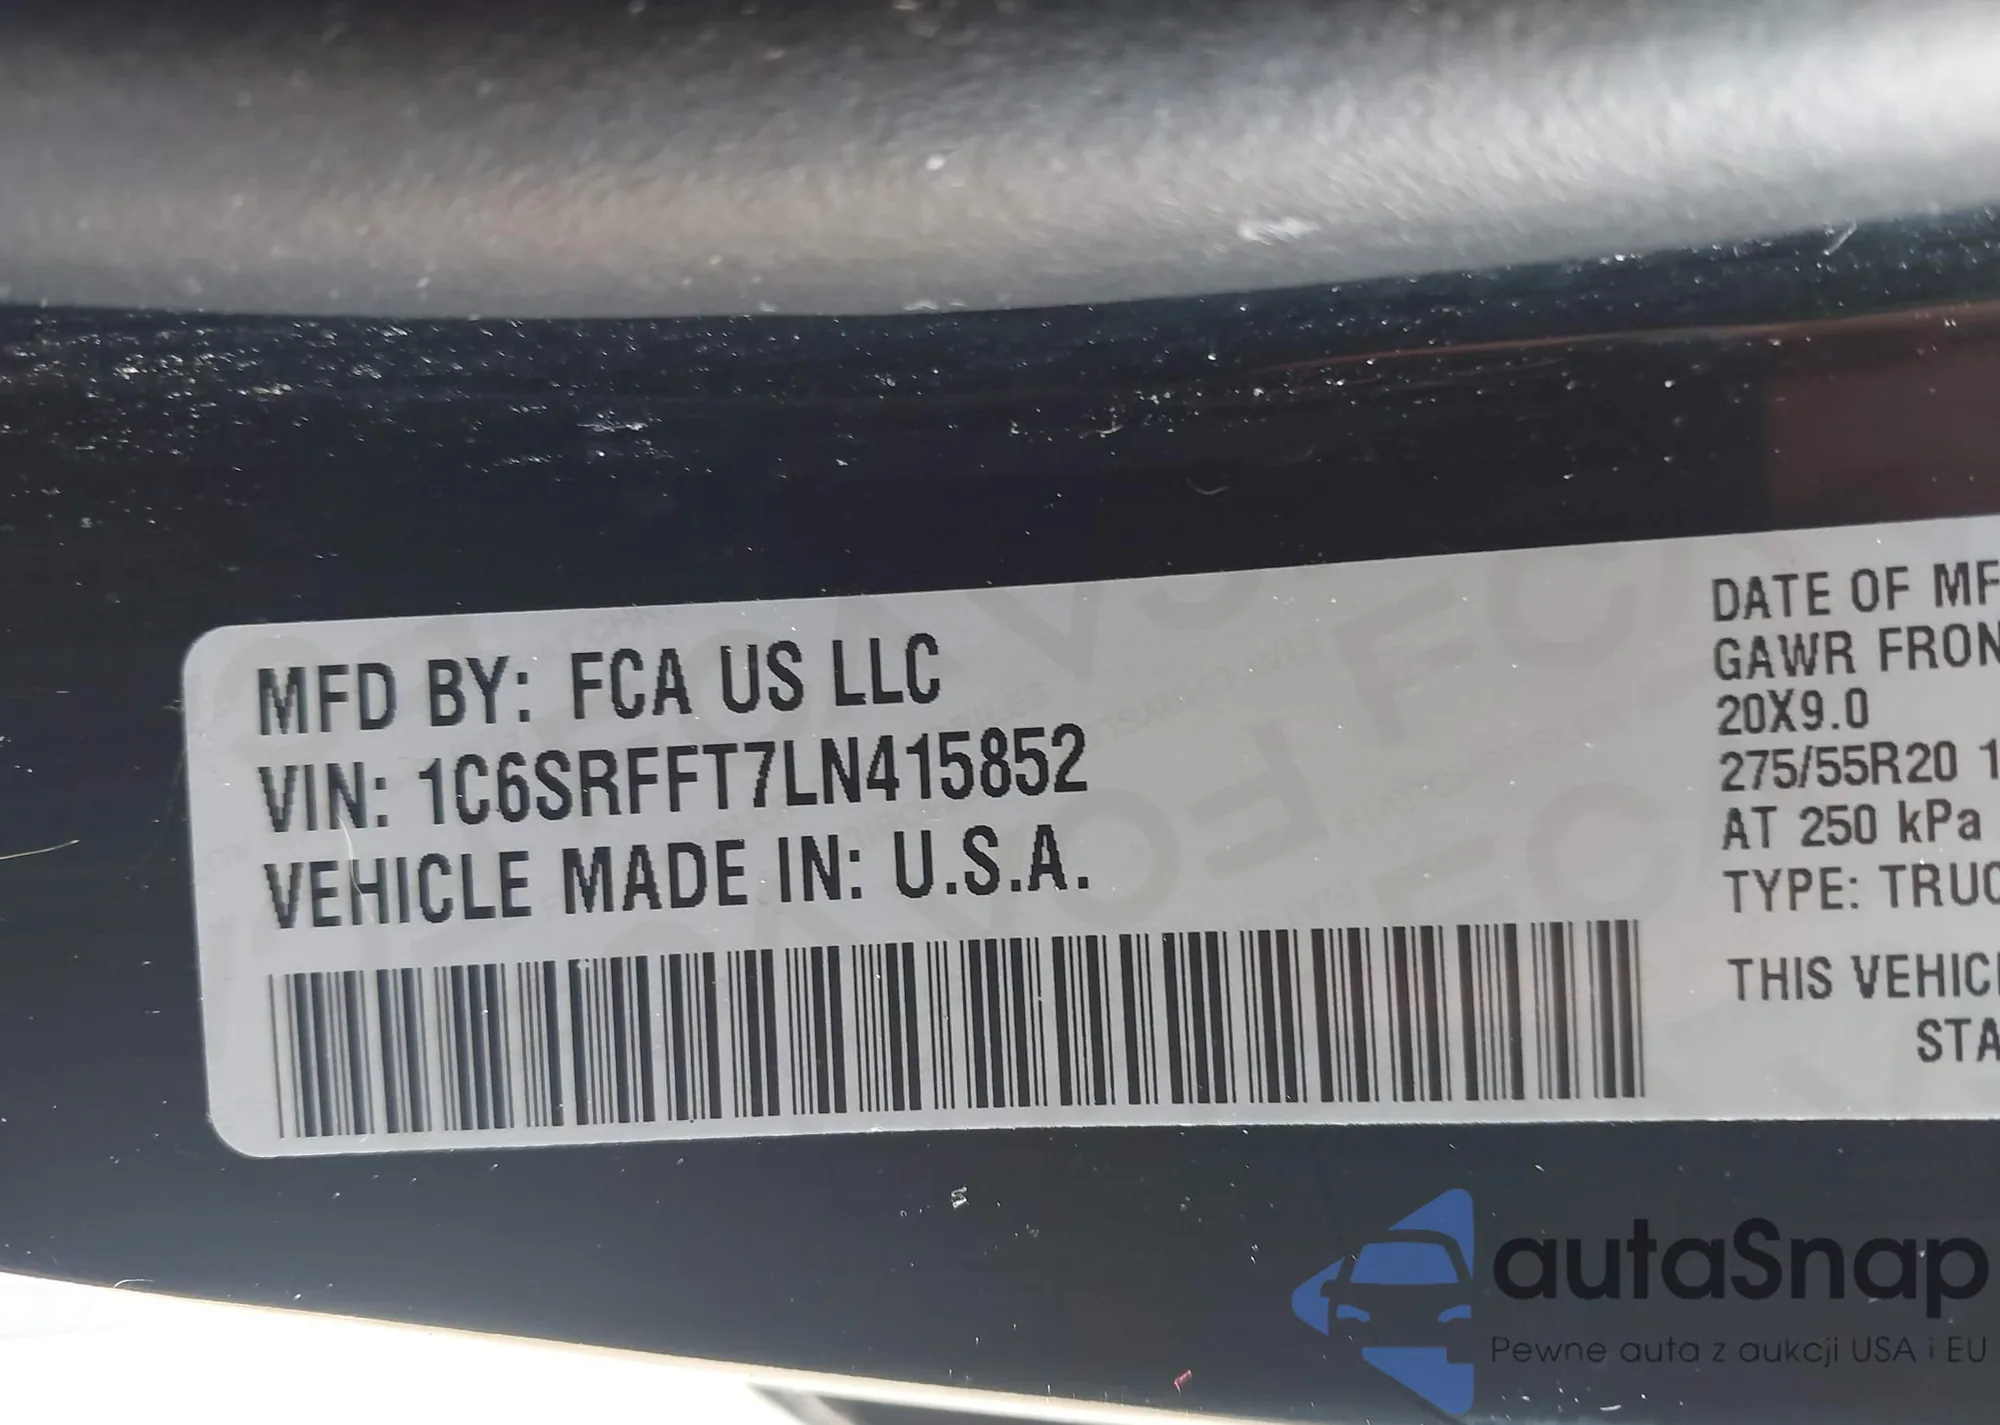 MFD BY: FCA US LLC
VIN: 1C6SRFFT7LN415852
VEHICLE MADE IN: U.S.A.
DATE OF MF
GAWR FRON
20X9.0
275/55R20 1
AT 250 kPa
TYPE: TRUC
THIS VEHICL
STA
autaSnap
Pewne auta z aukcji USA i EU